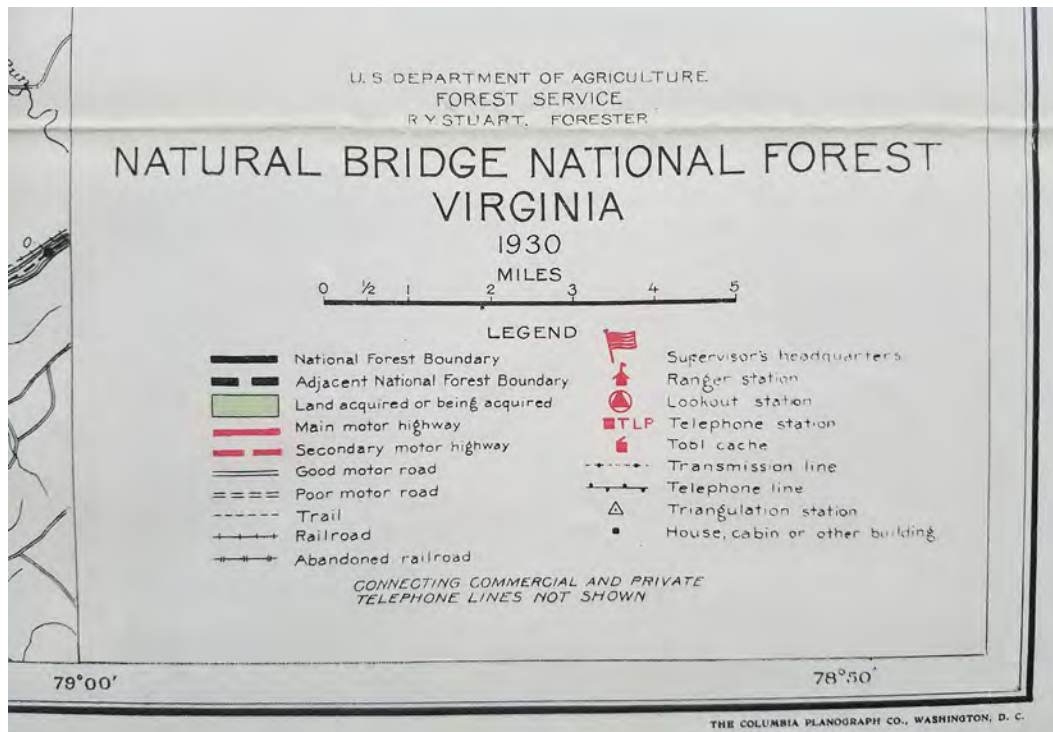 U. S. DEPARTMENT OF AGRICULTURE
FOREST SERVICE
R. Y. STUART, FORESTER
NATURAL BRIDGE NATIONAL FOREST
VIRGINIA
1930
MILES
0 1/2 1 2 3 4 5
LEGEND
National Forest Boundary
Adjacent National Forest Boundary
Land acquired or being acquired
Main motor highway
Secondary motor highway
Good motor road
Poor motor road
Trail
Railroad
Abandoned railroad
Supervisor's headquarters
Ranger station
Lookout station
TLP Telephone station
Tool cache
Transmission line
Telephone line
Triangulation station
House, cabin or other building
CONNECTING COMMERCIAL AND PRIVATE
TELEPHONE LINES NOT SHOWN
79°00'
78°50'
THE COLUMBIA PLANOGRAPH CO., WASHINGTON, D. C.